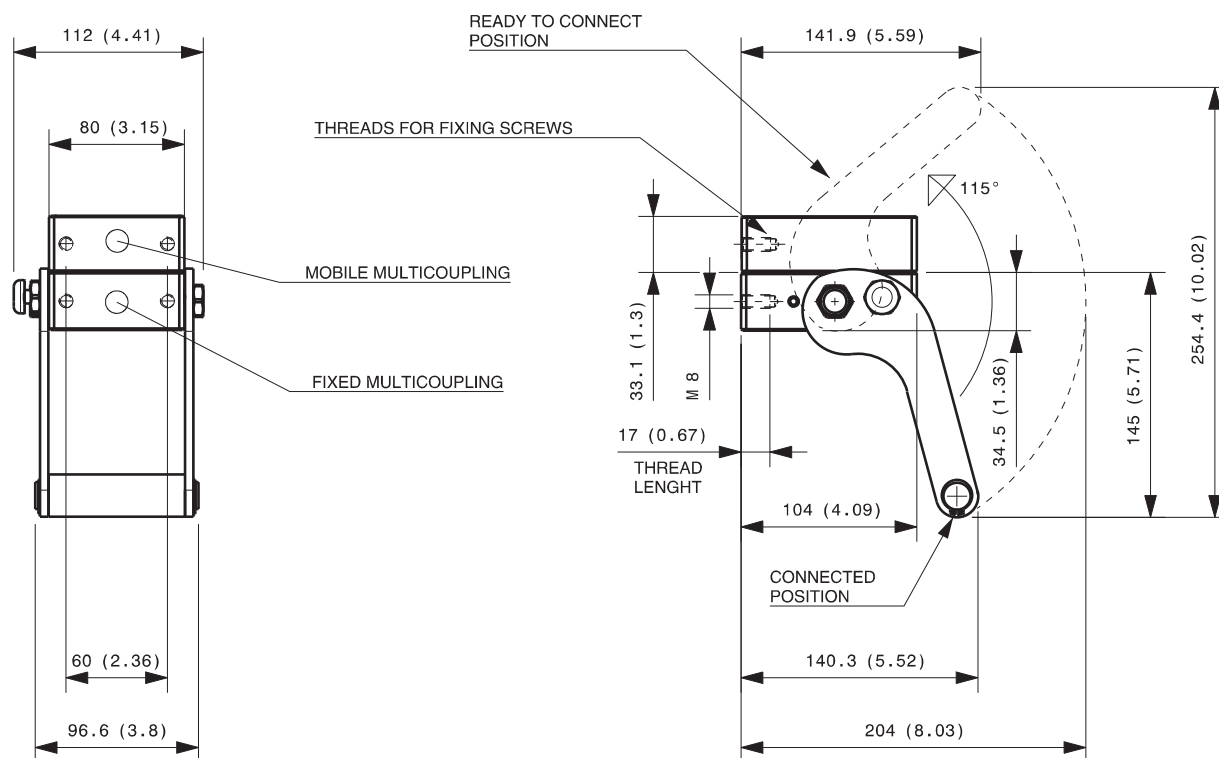 READY TO CONNECT
POSITION
112 (4.41)
141.9 (5.59)
80 (3.15)
THREADS FOR FIXING SCREWS
115°
MOBILE MULTICOUPLING
FIXED MULTICOUPLING
33.1 (1.3)
M 8
34.5 (1.36)
145 (5.71)
254.4 (10.02)
17 (0.67)
THREAD
LENGHT
104 (4.09)
CONNECTED
POSITION
60 (2.36)
140.3 (5.52)
96.6 (3.8)
204 (8.03)